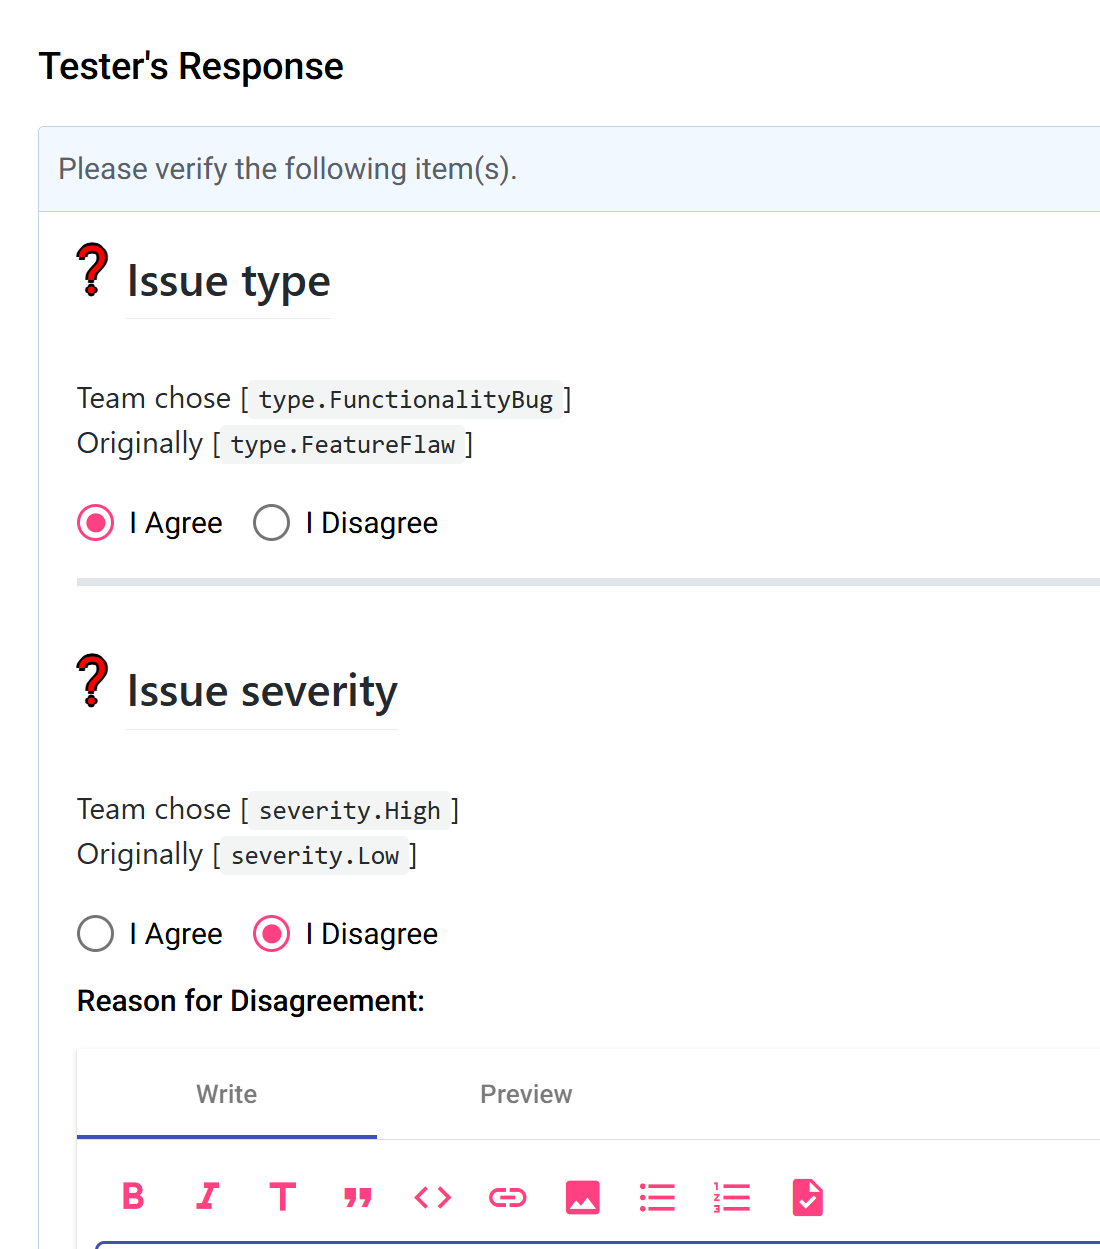 Tester's Response
Please verify the following item(s).
❓ Issue type
Team chose [ type.FunctionalityBug ]
Originally [ type.FeatureFlaw ]
I Agree I Disagree
❓ Issue severity
Team chose [ severity.High ]
Originally [ severity.Low ]
I Agree I Disagree
Reason for Disagreement:
Write Preview